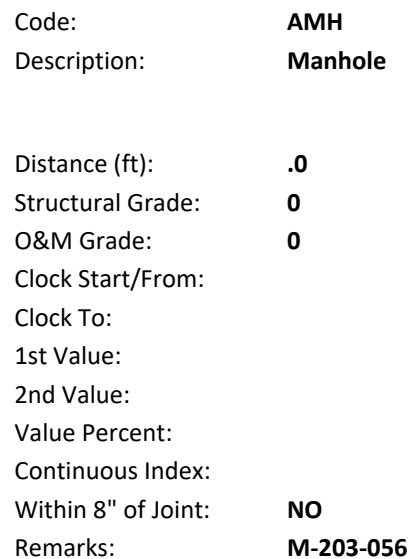 Code: AMH
Description: Manhole
Distance (ft): .0
Structural Grade: 0
O&M Grade: 0
Clock Start/From:
Clock To:
1st Value:
2nd Value:
Value Percent:
Continuous Index:
Within 8" of Joint: NO
Remarks: M-203-056